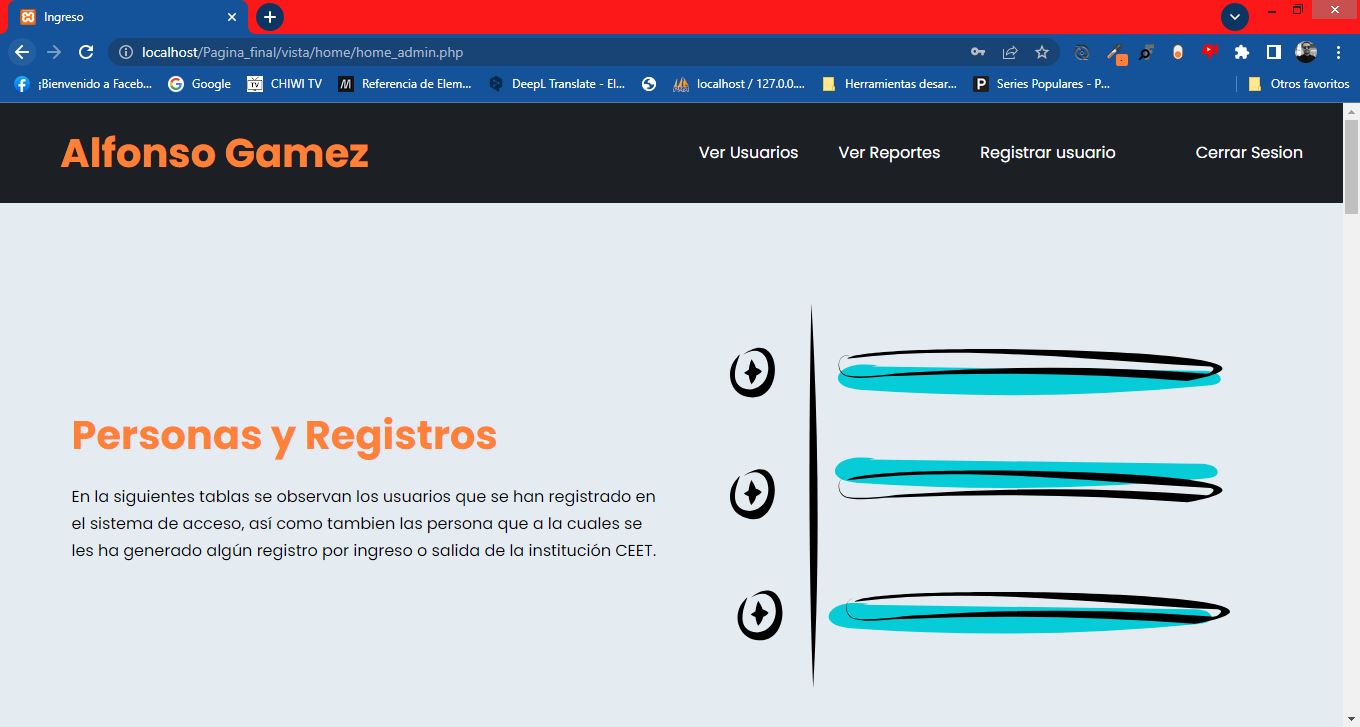 Ingreso
localhost/Pagina_final/vista/home/home_admin.php
¡Bienvenido a Faceb... Google CHIWI TV Referencia de Elem... DeepL Translate - El... localhost / 127.0.0.... Herramientas desar... Series Populares - P... Otros favoritos
Alfonso Gamez Ver Usuarios Ver Reportes Registrar usuario Cerrar Sesion
Personas y Registros
En la siguientes tablas se observan los usuarios que se han registrado en
el sistema de acceso, así como tambien las persona que a la cuales se
les ha generado algún registro por ingreso o salida de la institución CEET.